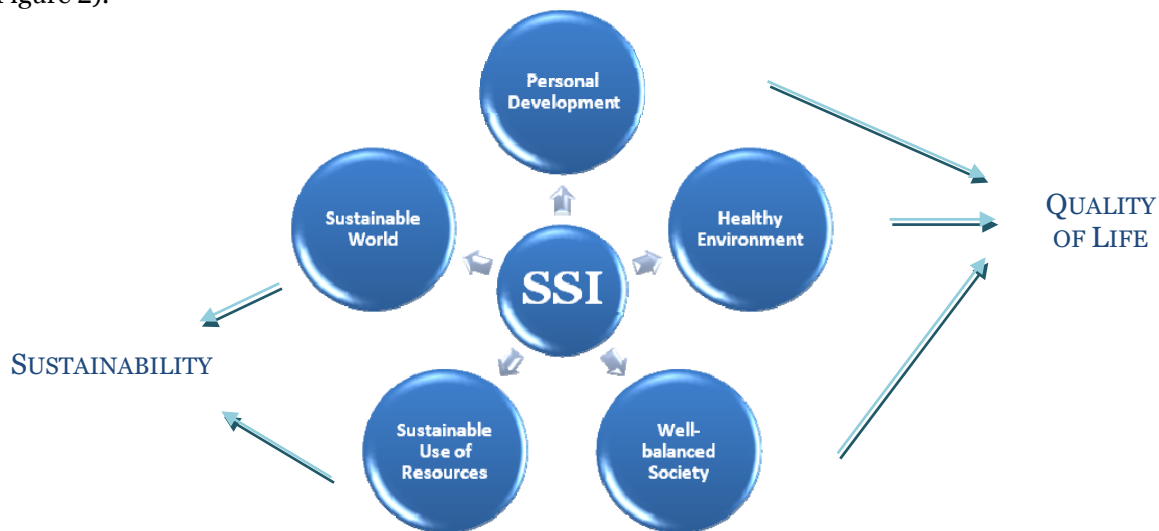 Figure 2).
Personal
Development
Sustainable
World
Healthy
Environment
QUALITY
OF LIFE
SSI
SUSTAINABILITY
Sustainable
Use of
Resources
Well-
balanced
Society